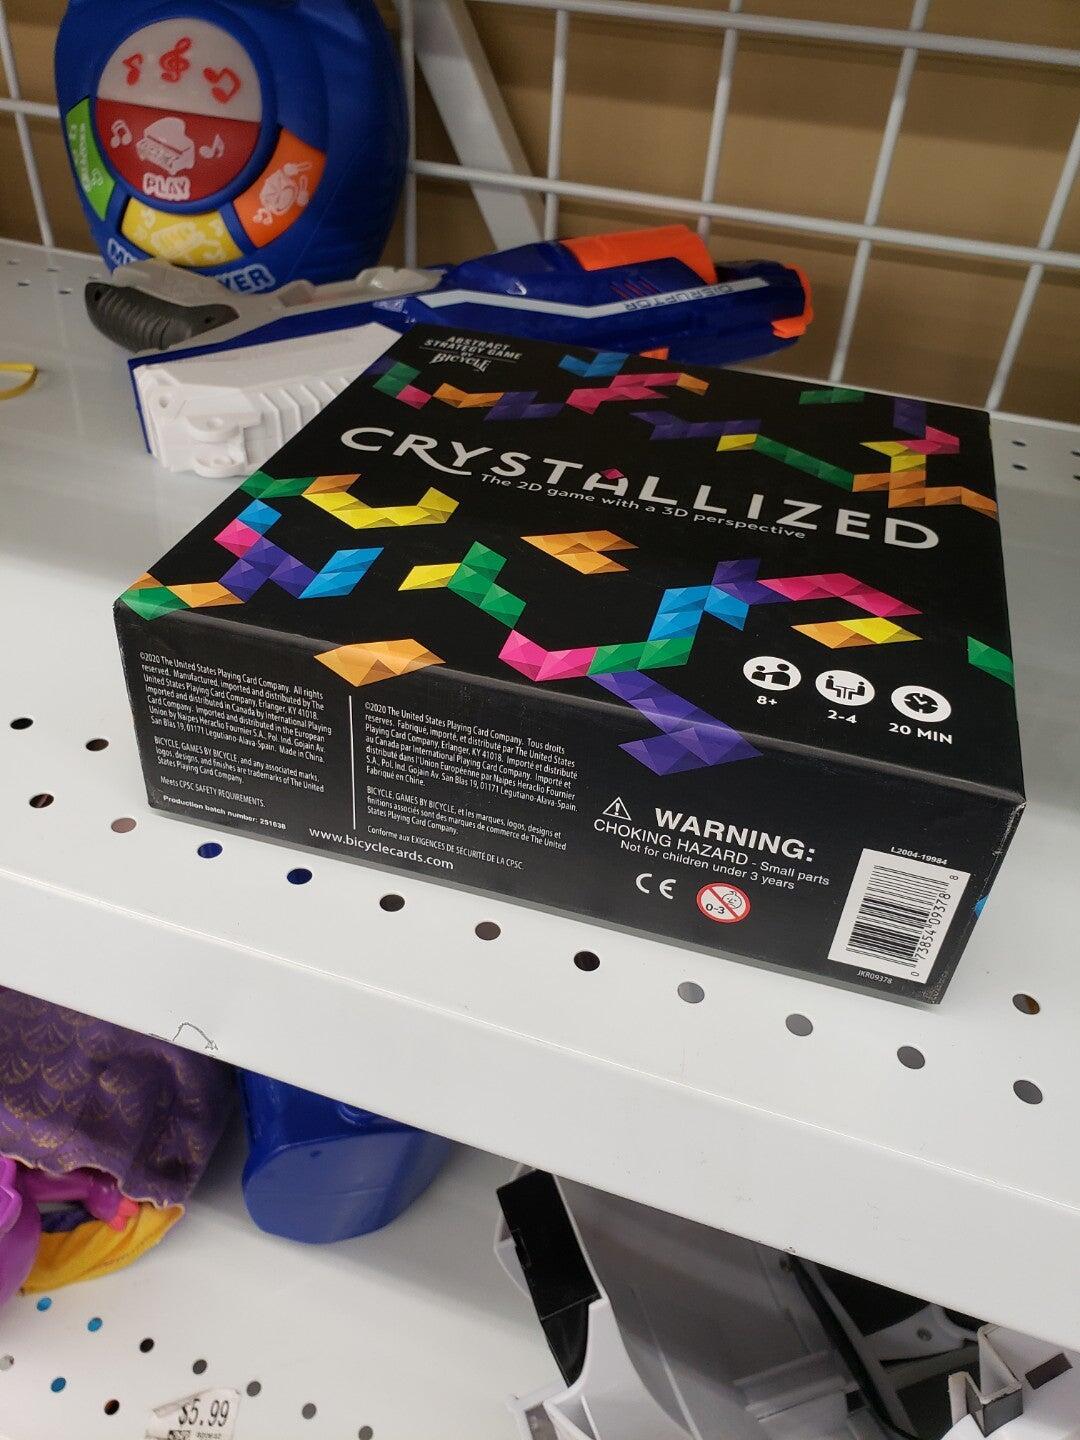 PLAY
DISRUPTOR
ABSTRACT
STRATEGY GAME
BY
BICYCLE
CRYSTALLIZED
The 2D game with a 3D perspective
8+
2-4
20 MIN
©2020 The United States Playing Card Company. All rights
reserved. Manufactured, imported and distributed by The
United States Playing Card Company, Erlanger, KY 41018.
Imported and distributed in Canada by International Playing
Card Company. Imported and distributed in the European
Union by Naipes Heraclio Fournier S.A., Pol. Ind. Gojain Av.
San Blas 19, 01171 Legutiano-Alava-Spain. Made in China.
BICYCLE, GAMES BY BICYCLE, and any associated marks,
logos, designs, and finishes are trademarks of The United
States Playing Card Company.
Meets CPSC SAFETY REQUIREMENTS.
Production batch number: 291638
©2020 The United States Playing Card Company. Tous droits
reserves. Fabriqué, importé, et distribué par The United States
Playing Card Company, Erlanger, KY 41018. Importé et distribué
au Canada par International Playing Card Company. Importé et
distribué dans l'Union Européenne par Naipes Heraclio Fournier
S.A., Pol. Ind. Gojain Av. San Blas 19, 01171 Legutiano-Alava-Spain.
Fabriqué en Chine.
BICYCLE, GAMES BY BICYCLE, et les marques, logos, designs et
finitions associés sont des marques de commerce de The United
States Playing Card Company.
Conforme aux EXIGENCES DE SÉCURITÉ DE LA CPSC.
www.bicyclecards.com
WARNING:
CHOKING HAZARD - Small parts
Not for children under 3 years
CE
0-3
L2004-19984
0 73854 09378 8
JKR09378
$5.99